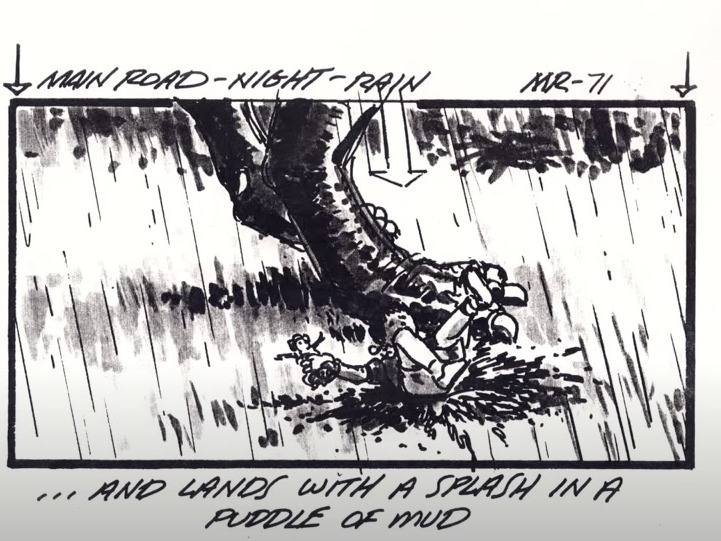 MAIN ROAD-NIGHT-RAIN MR-71
... AND LANDS WITH A SPLASH IN A
PUDDLE OF MUD